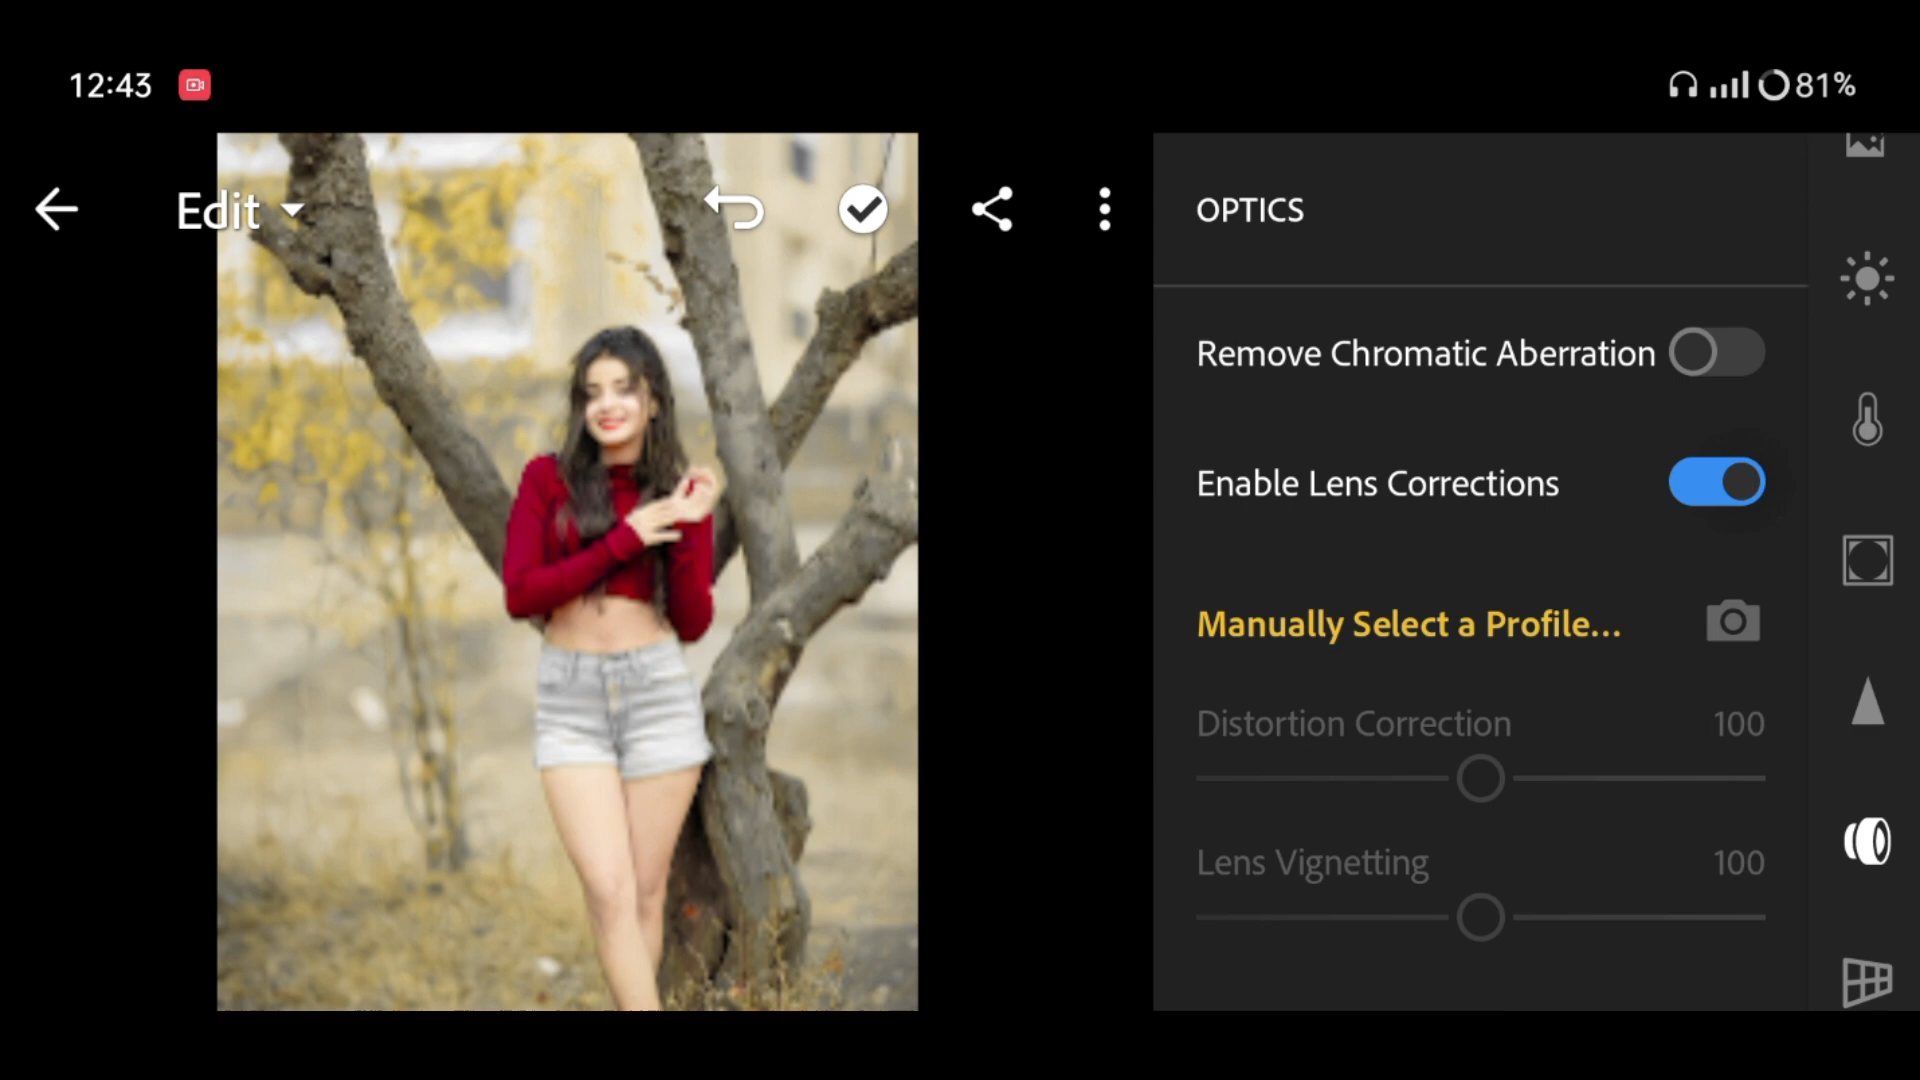 12:43
81%
Edit
OPTICS
Remove Chromatic Aberration
Enable Lens Corrections
Manually Select a Profile...
Distortion Correction 100
Lens Vignetting 100